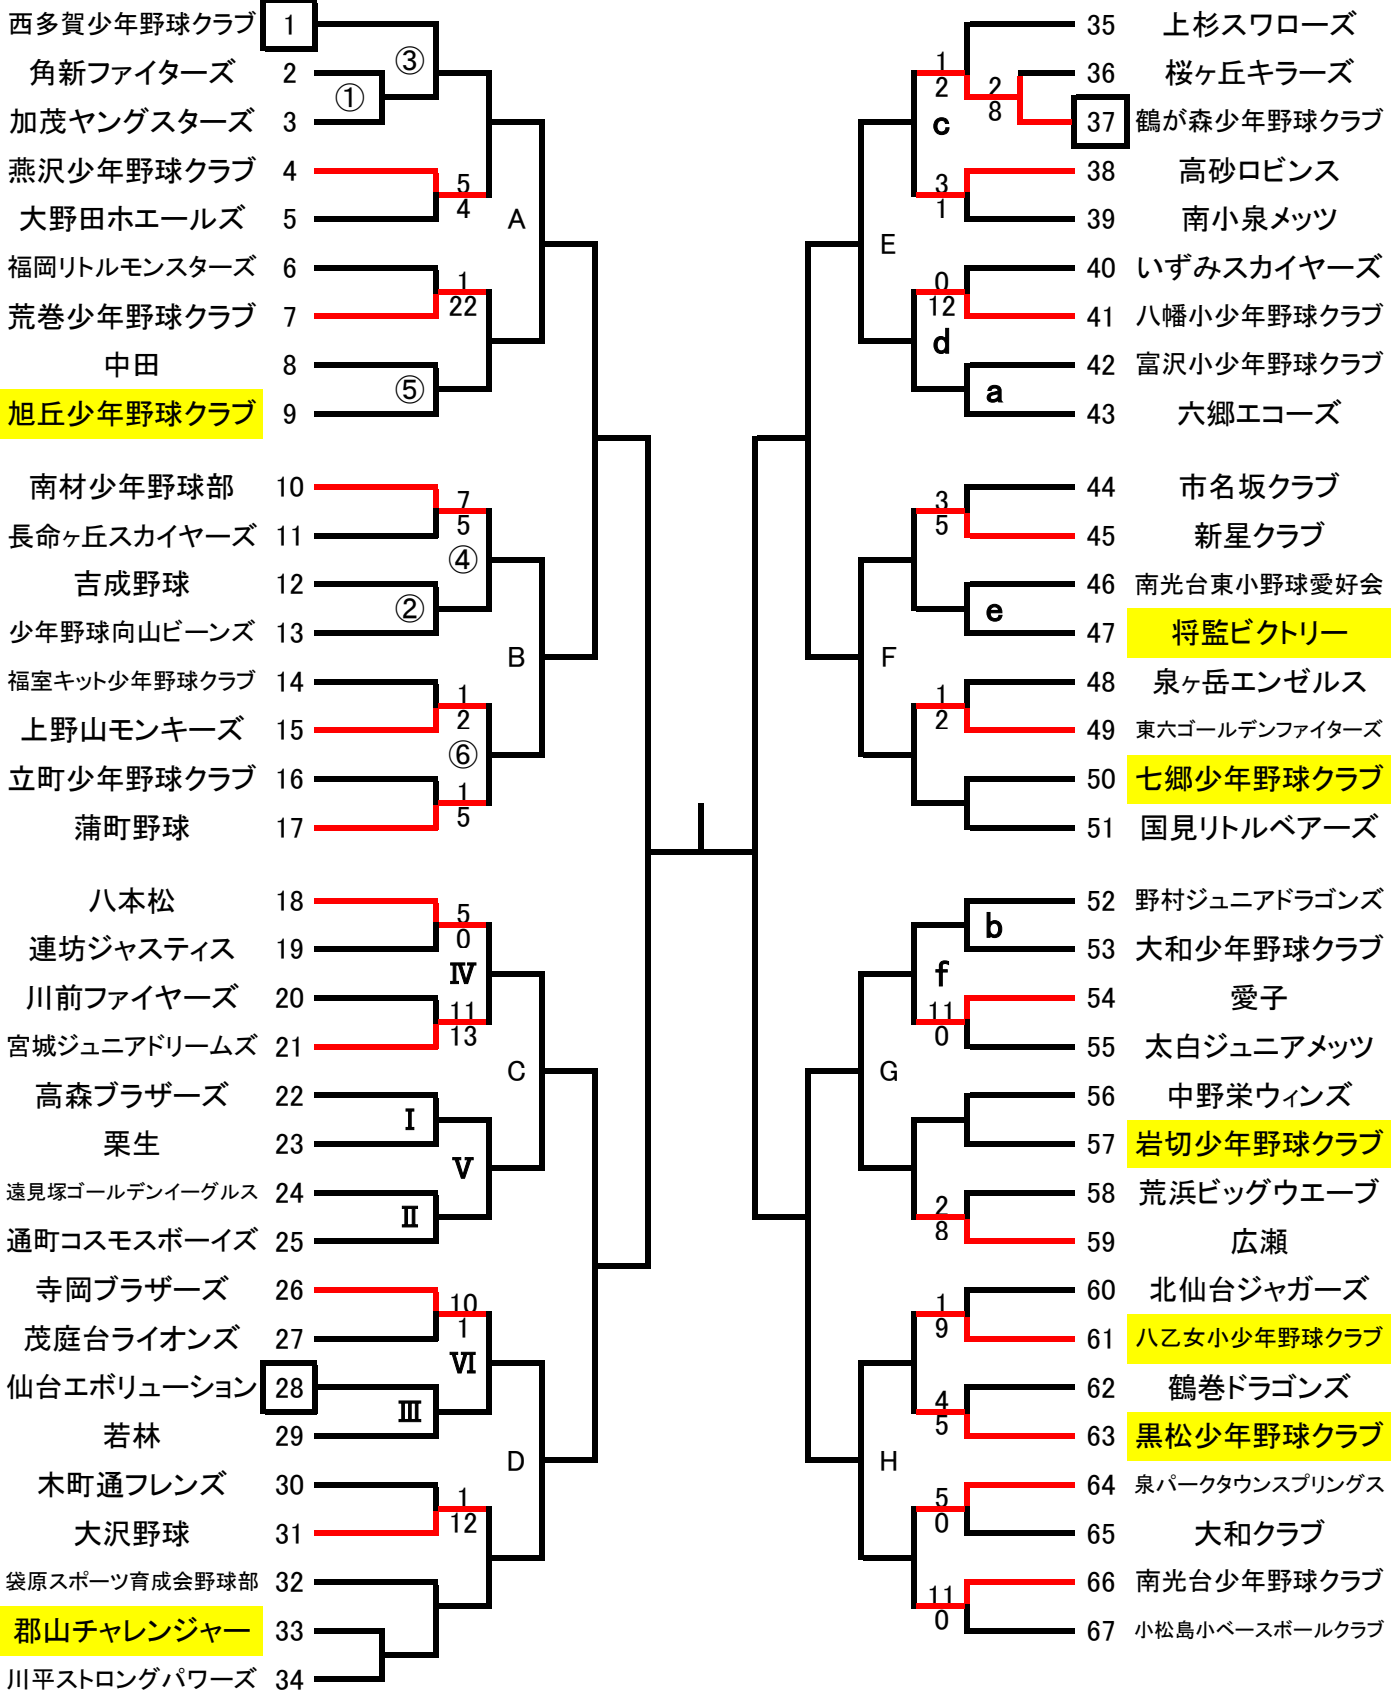 西多賀少年野球クラブ 1
角新ファイターズ 2
加茂ヤングスターズ 3
燕沢少年野球クラブ 4
大野田ホエールズ 5
福岡リトルモンスターズ 6
荒巻少年野球クラブ 7
中田 8
旭丘少年野球クラブ 9
南材少年野球部 10
長命ヶ丘スカイヤーズ 11
吉成野球 12
少年野球向山ビーンズ 13
福室キット少年野球クラブ 14
上野山モンキーズ 15
立町少年野球クラブ 16
蒲町野球 17
八本松 18
連坊ジャスティス 19
川前ファイヤーズ 20
宮城ジュニアドリームズ 21
高森ブラザーズ 22
栗生 23
遠見塚ゴールデンイーグルス 24
通町コスモスボーイズ 25
寺岡ブラザーズ 26
茂庭台ライオンズ 27
仙台エボリューション 28
若林 29
木町通フレンズ 30
大沢野球 31
袋原スポーツ育成会野球部 32
郡山チャレンジャー 33
川平ストロングパワーズ 34
③
①
5
4
A
1
22
⑤
7
5
④
②
B
1
2
⑥
1
5
5
0
Ⅳ
11
13
C
Ⅰ
Ⅴ
Ⅱ
10
1
Ⅵ
Ⅲ
D
1
12
1
2
2
8
c
3
1
E
0
12
d
a
3
5
e
F
1
2
b
f
11
0
G
2
8
1
9
4
5
H
5
0
11
0
35 上杉スワローズ
36 桜ヶ丘キラーズ
37 鶴が森少年野球クラブ
38 高砂ロビンス
39 南小泉メッツ
40 いずみスカイヤーズ
41 八幡小少年野球クラブ
42 富沢小少年野球クラブ
43 六郷エコーズ
44 市名坂クラブ
45 新星クラブ
46 南光台東小野球愛好会
47 将監ビクトリー
48 泉ヶ岳エンゼルス
49 東六ゴールデンファイターズ
50 七郷少年野球クラブ
51 国見リトルベアーズ
52 野村ジュニアドラゴンズ
53 大和少年野球クラブ
54 愛子
55 太白ジュニアメッツ
56 中野栄ウィンズ
57 岩切少年野球クラブ
58 荒浜ビッグウエーブ
59 広瀬
60 北仙台ジャガーズ
61 八乙女小少年野球クラブ
62 鶴巻ドラゴンズ
63 黒松少年野球クラブ
64 泉パークタウンスプリングス
65 大和クラブ
66 南光台少年野球クラブ
67 小松島小ベースボールクラブ